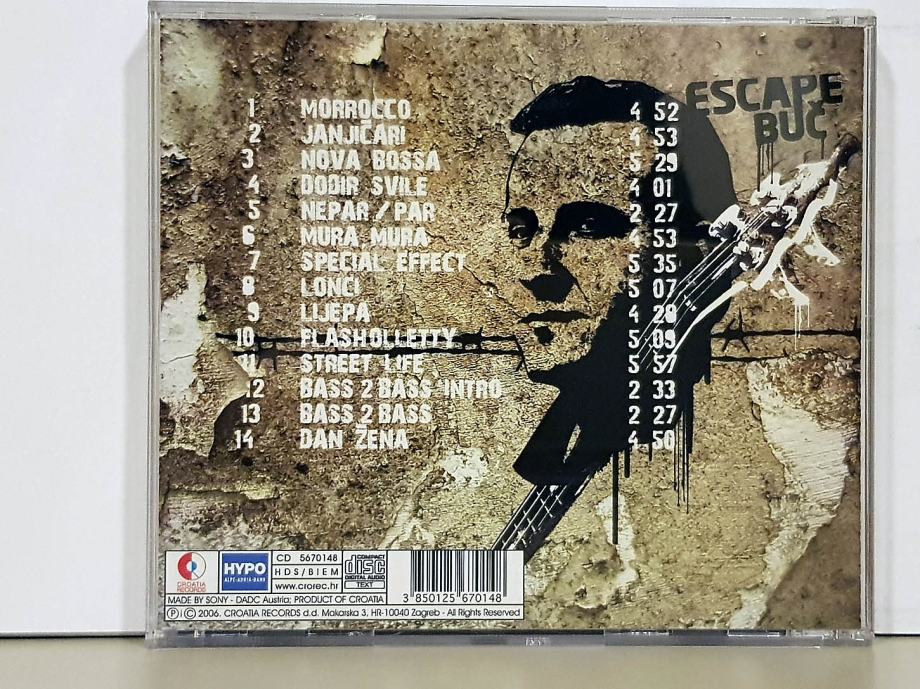 ESCAPE
BUČ
1 MORROCCO 4 52
2 JANJIČARI 4 53
3 NOVA BOSSA 5 29
4 DODIR SVILE 4 01
5 NEPAR / PAR 2 27
6 MURA MURA 4 53
7 SPECIAL EFFECT 5 35
8 LONCI 5 07
9 LIJEPA 4 28
10 FLASHOLLETTY 5 09
11 STREET LIFE 5 57
12 BASS 2 BASS INTRO 2 33
13 BASS 2 BASS 2 27
14 DAN ŽENA 4 50
CROATIA
RECORDS
HYPO
ALPE-ADRIA-BANK
CD 5670148
HDS/BIEM
www.crorec.hr
COMPACT
disc
DIGITAL AUDIO
TEXT
3 850125 670148
MADE BY SONY - DADC Austria; PRODUCT OF CROATIA
Ⓟ|© 2006. CROATIA RECORDS d.d. Makarska 3, HR-10040 Zagreb - All Rights Reserved